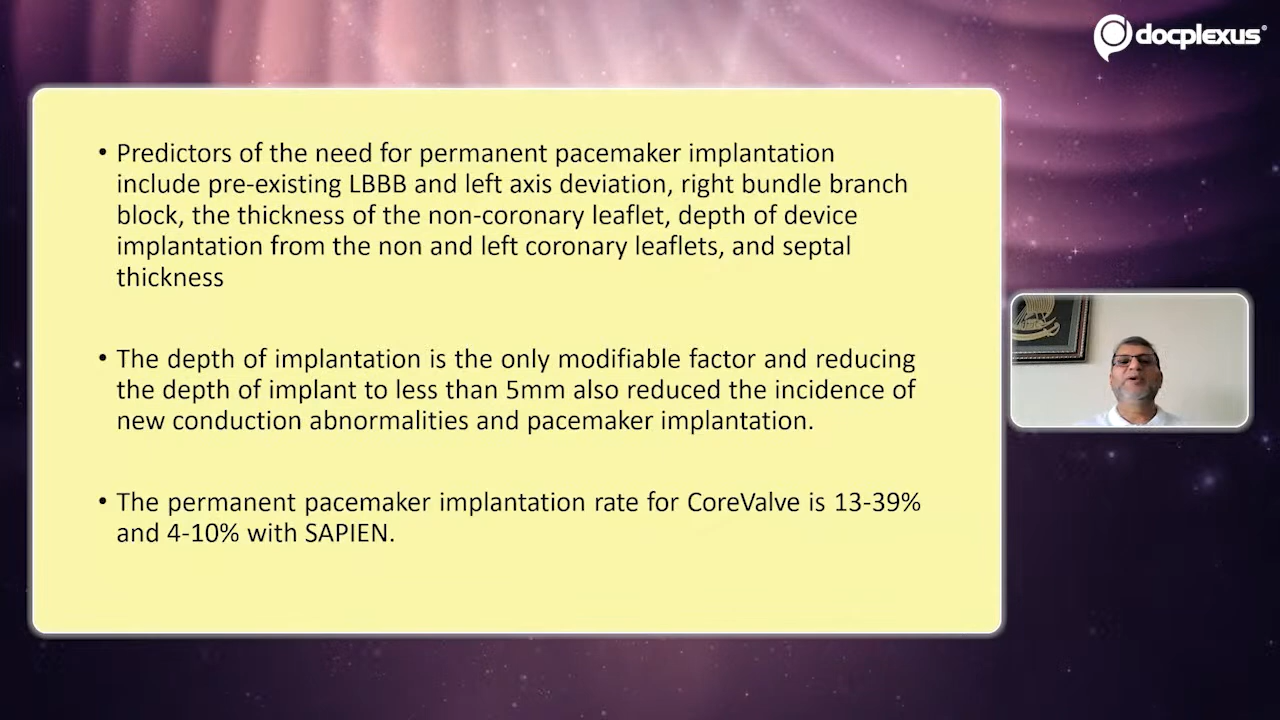 docplexus
• Predictors of the need for permanent pacemaker implantation
include pre-existing LBBB and left axis deviation, right bundle branch
block, the thickness of the non-coronary leaflet, depth of device
implantation from the non and left coronary leaflets, and septal
thickness
• The depth of implantation is the only modifiable factor and reducing
the depth of implant to less than 5mm also reduced the incidence of
new conduction abnormalities and pacemaker implantation.
• The permanent pacemaker implantation rate for CoreValve is 13-39%
and 4-10% with SAPIEN.